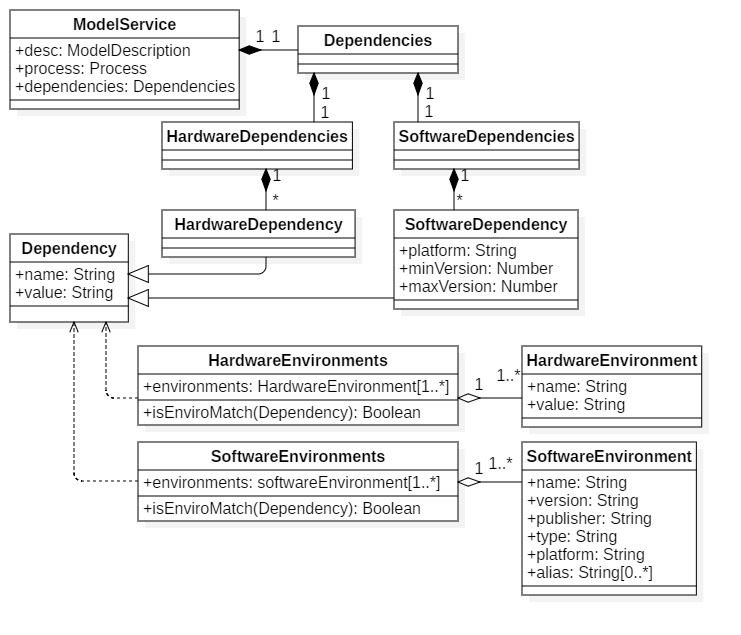 ModelService
+desc: ModelDescription
+process: Process
+dependencies: Dependencies
1 1
Dependencies
1
1
1
1
HardwareDependencies
SoftwareDependencies
1
*
1
*
HardwareDependency
SoftwareDependency
+platform: String
+minVersion: Number
+maxVersion: Number
Dependency
+name: String
+value: String
HardwareEnvironments
+environments: HardwareEnvironment[1..*]
+isEnviroMatch(Dependency): Boolean
1
1..*
HardwareEnvironment
+name: String
+value: String
SoftwareEnvironments
+environments: softwareEnvironment[1..*]
+isEnviroMatch(Dependency): Boolean
1
1..*
SoftwareEnvironment
+name: String
+version: String
+publisher: String
+type: String
+platform: String
+alias: String[0..*]